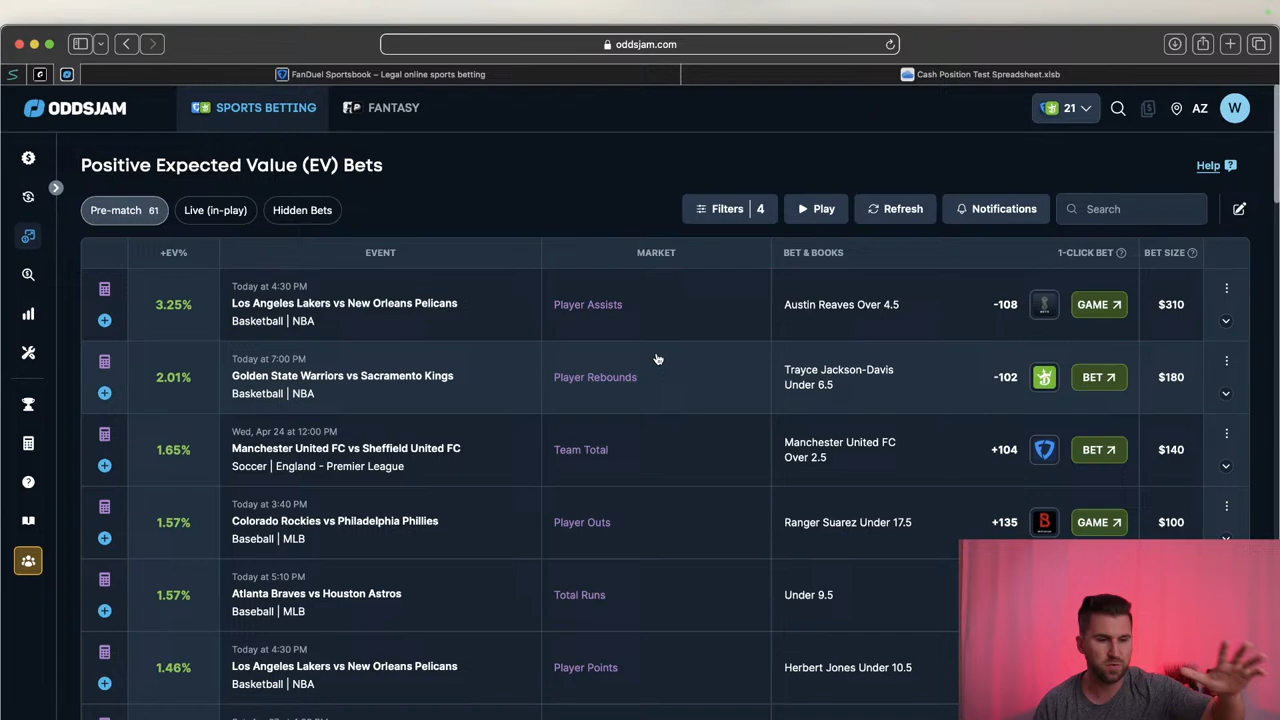 oddsjam.com
FanDuel Sportsbook – Legal online sports betting
Cash Position Test Spreadsheet.xlsb
ODDSJAM
SPORTS BETTING
FANTASY
21
AZ
W
Positive Expected Value (EV) Bets
Help
Pre-match 61
Live (in-play)
Hidden Bets
Filters 4
Play
Refresh
Notifications
Search
+EV%
EVENT
MARKET
BET & BOOKS
1-CLICK BET
BET SIZE
3.25%
Today at 4:30 PM
Los Angeles Lakers vs New Orleans Pelicans
Basketball | NBA
Player Assists
Austin Reaves Over 4.5
-108
GAME
$310
2.01%
Today at 7:00 PM
Golden State Warriors vs Sacramento Kings
Basketball | NBA
Player Rebounds
Trayce Jackson-Davis
Under 6.5
-102
BET
$180
1.65%
Wed, Apr 24 at 12:00 PM
Manchester United FC vs Sheffield United FC
Soccer | England - Premier League
Team Total
Manchester United FC
Over 2.5
+104
BET
$140
1.57%
Today at 3:40 PM
Colorado Rockies vs Philadelphia Phillies
Baseball | MLB
Player Outs
Ranger Suarez Under 17.5
+135
B
GAME
$100
1.57%
Today at 5:10 PM
Atlanta Braves vs Houston Astros
Baseball | MLB
Total Runs
Under 9.5
1.46%
Today at 4:30 PM
Los Angeles Lakers vs New Orleans Pelicans
Basketball | NBA
Player Points
Herbert Jones Under 10.5